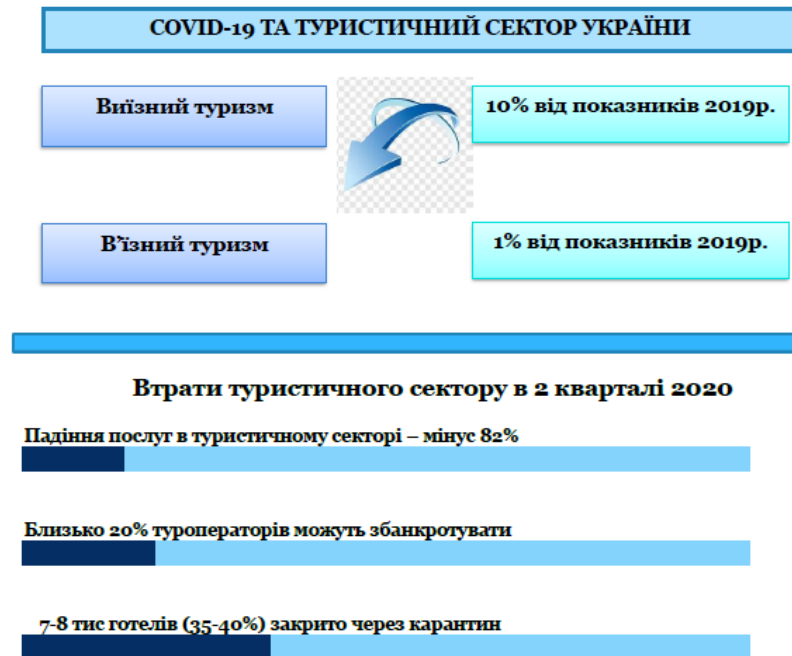 COVID-19 ТА ТУРИСТИЧНИЙ СЕКТОР УКРАЇНИ
Виїзний туризм
10% від показників 2019р.
В'їзний туризм
1% від показників 2019р.
Втрати туристичного сектору в 2 кварталі 2020
Падіння послуг в туристичному секторі – мінус 82%
Близько 20% туроператорів можуть збанкротувати
7-8 тис готелів (35-40%) закрито через карантин